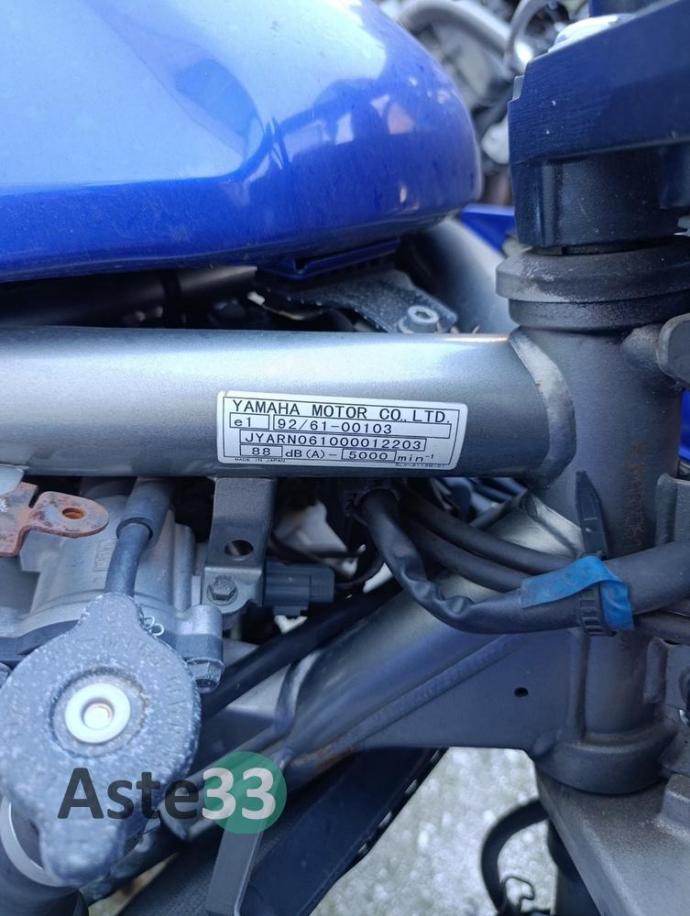 YAMAHA MOTOR CO., LTD.
e1 92/61-00103
JYARN061000012203
88 dB(A) - 5000 min⁻¹
MADE IN JAPAN
Aste33